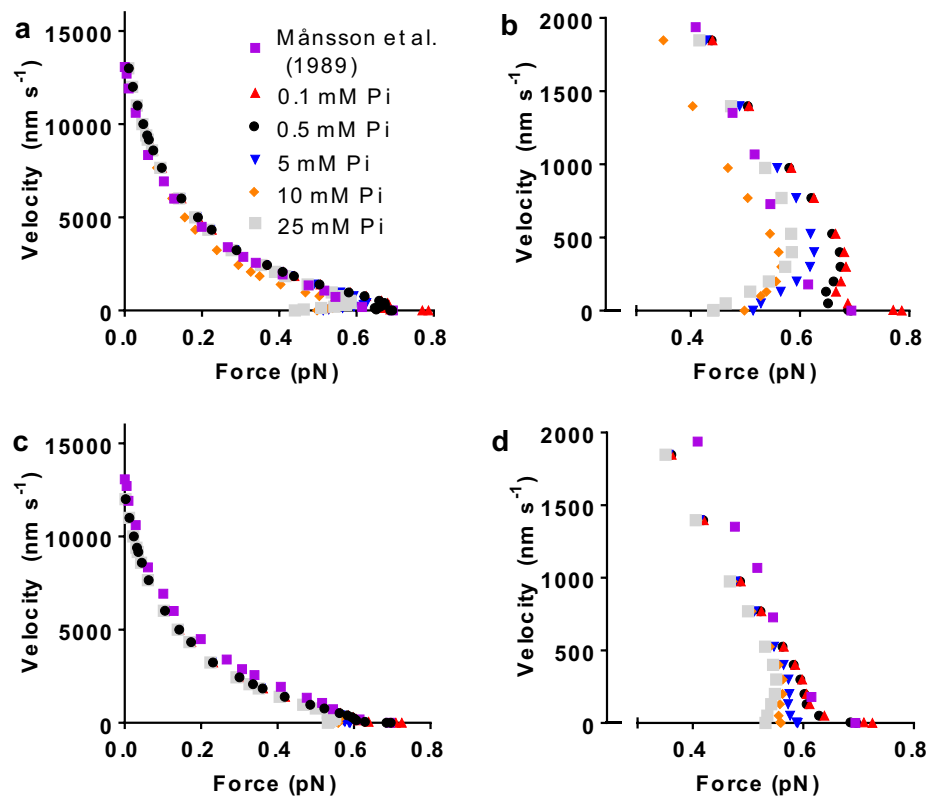 a
15000
10000
5000
0
Velocity (nm s⁻¹)
0.0 0.2 0.4 0.6 0.8
Force (pN)
Månsson et al.
(1989)
0.1 mM Pi
0.5 mM Pi
5 mM Pi
10 mM Pi
25 mM Pi
b
2000
1500
1000
500
0
Velocity (nm s⁻¹)
0.4 0.6 0.8
Force (pN)
c
15000
10000
5000
0
Velocity (nm s⁻¹)
0.0 0.2 0.4 0.6 0.8
Force (pN)
d
2000
1500
1000
500
0
Velocity (nm s⁻¹)
0.4 0.6 0.8
Force (pN)